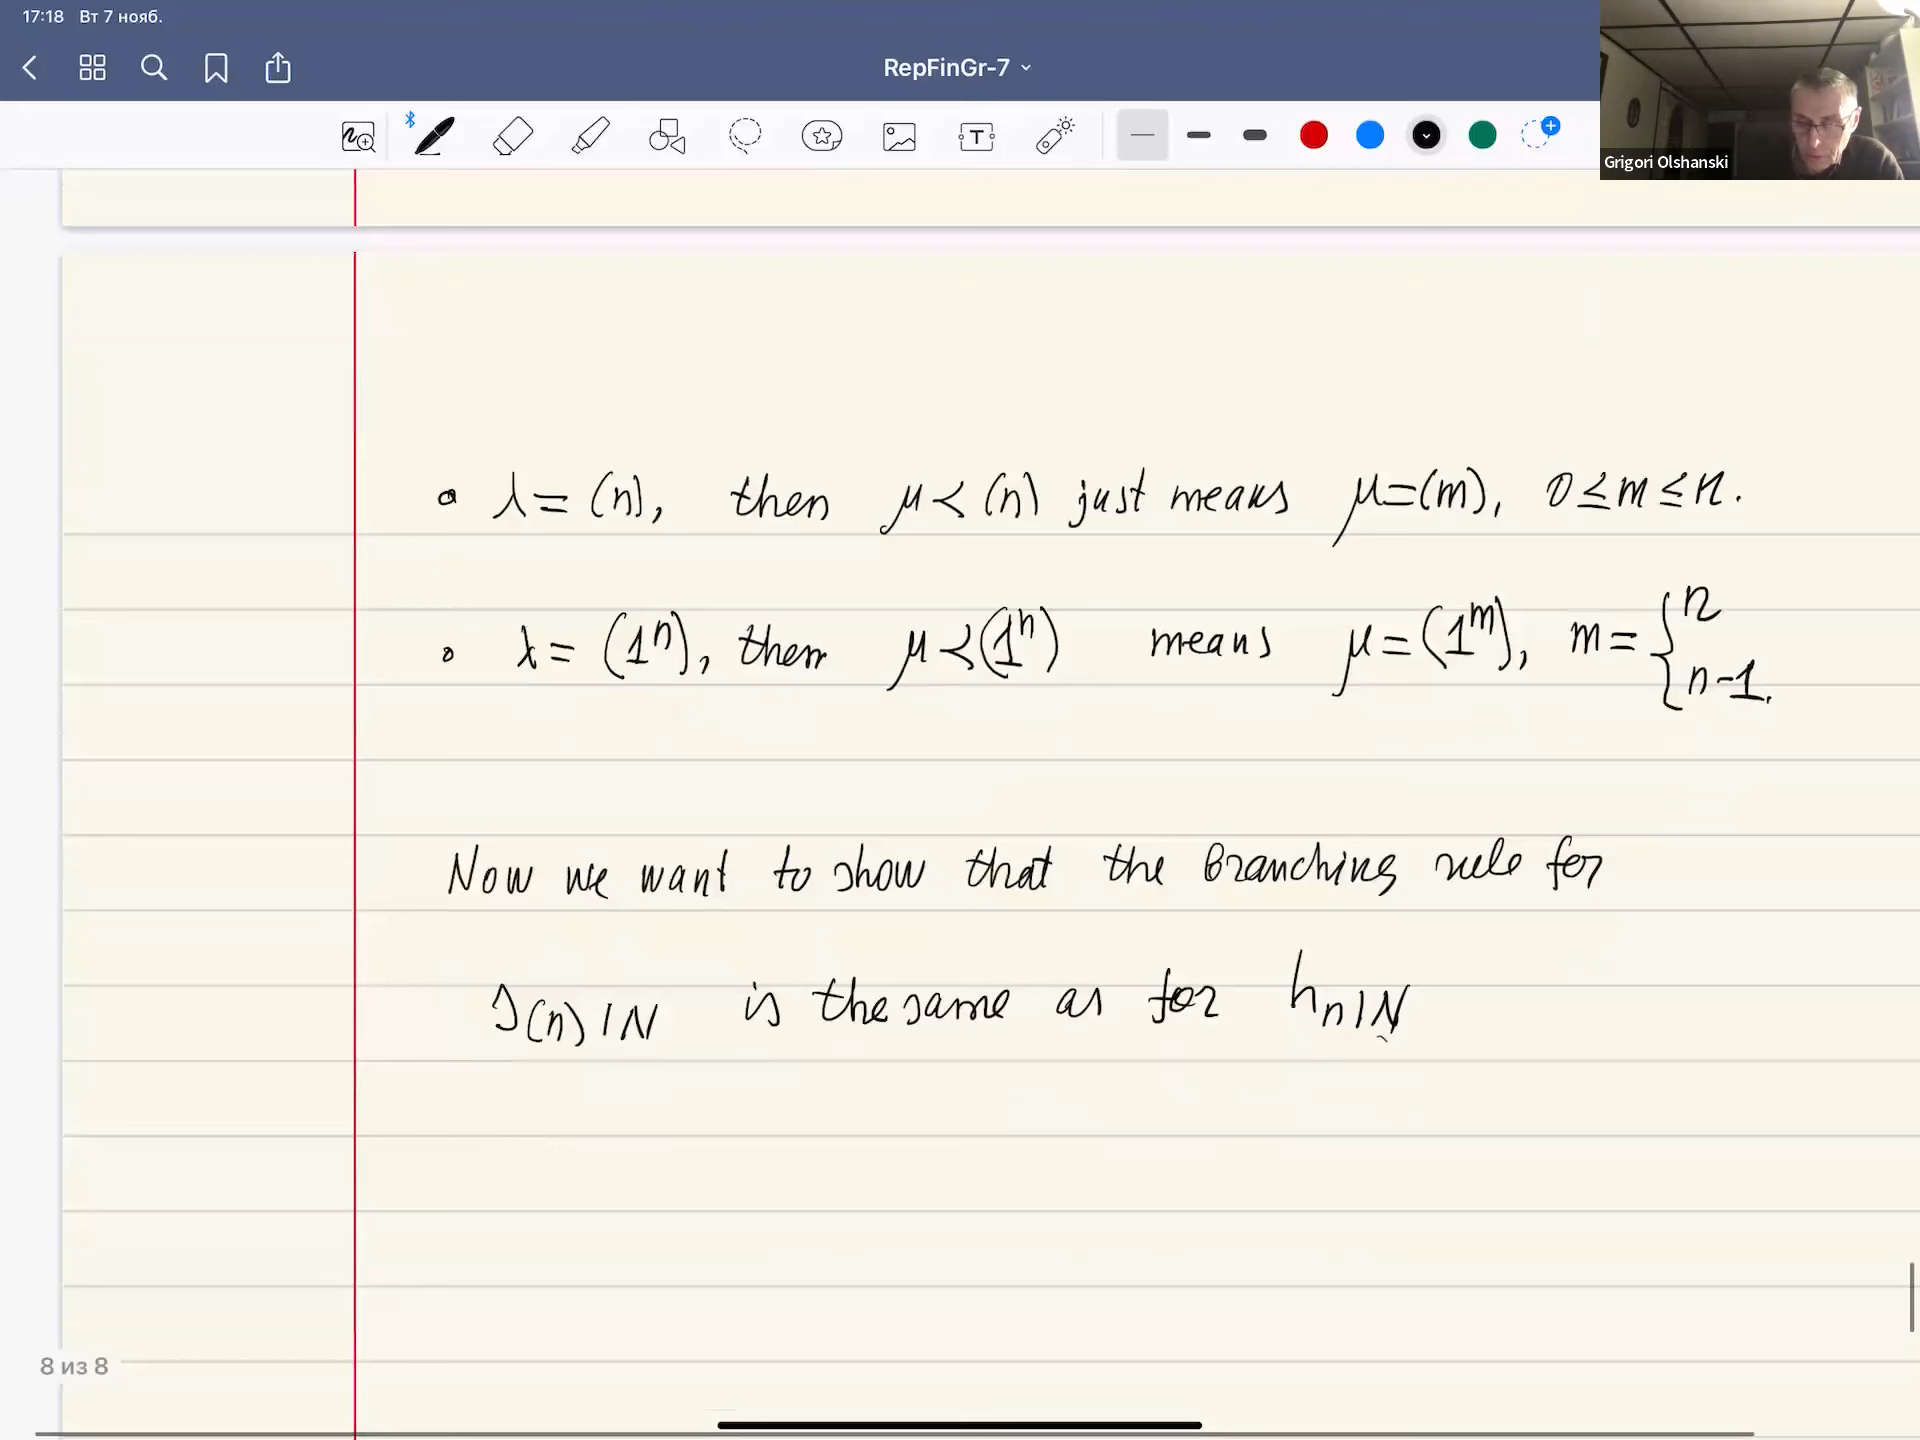 17:18 Вт 7 нояб.
RepFinGr-7
T
Grigori Olshanski
• λ = (n), then μ ≺ (n) just means μ = (m), 0 ≤ m ≤ n.
• λ = (1ⁿ), then μ ≺ (1ⁿ) means μ = (1ᵐ), m = { n
n-1.
Now we want to show that the branching rule for
s(n)|N is the same as for hn|N
8 из 8